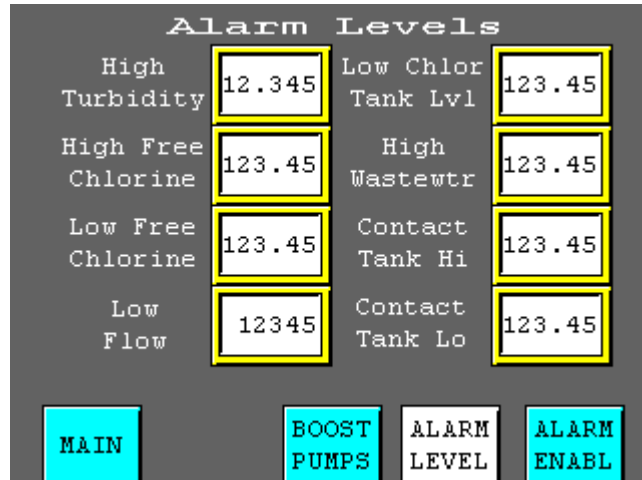 Alarm Levels
High
Turbidity
12.345
Low Chlor
Tank Lvl
123.45
High Free
Chlorine
123.45
High
Wastewtr
123.45
Low Free
Chlorine
123.45
Contact
Tank Hi
123.45
Low
Flow
12345
Contact
Tank Lo
123.45
MAIN
BOOST
PUMPS
ALARM
LEVEL
ALARM
ENABL